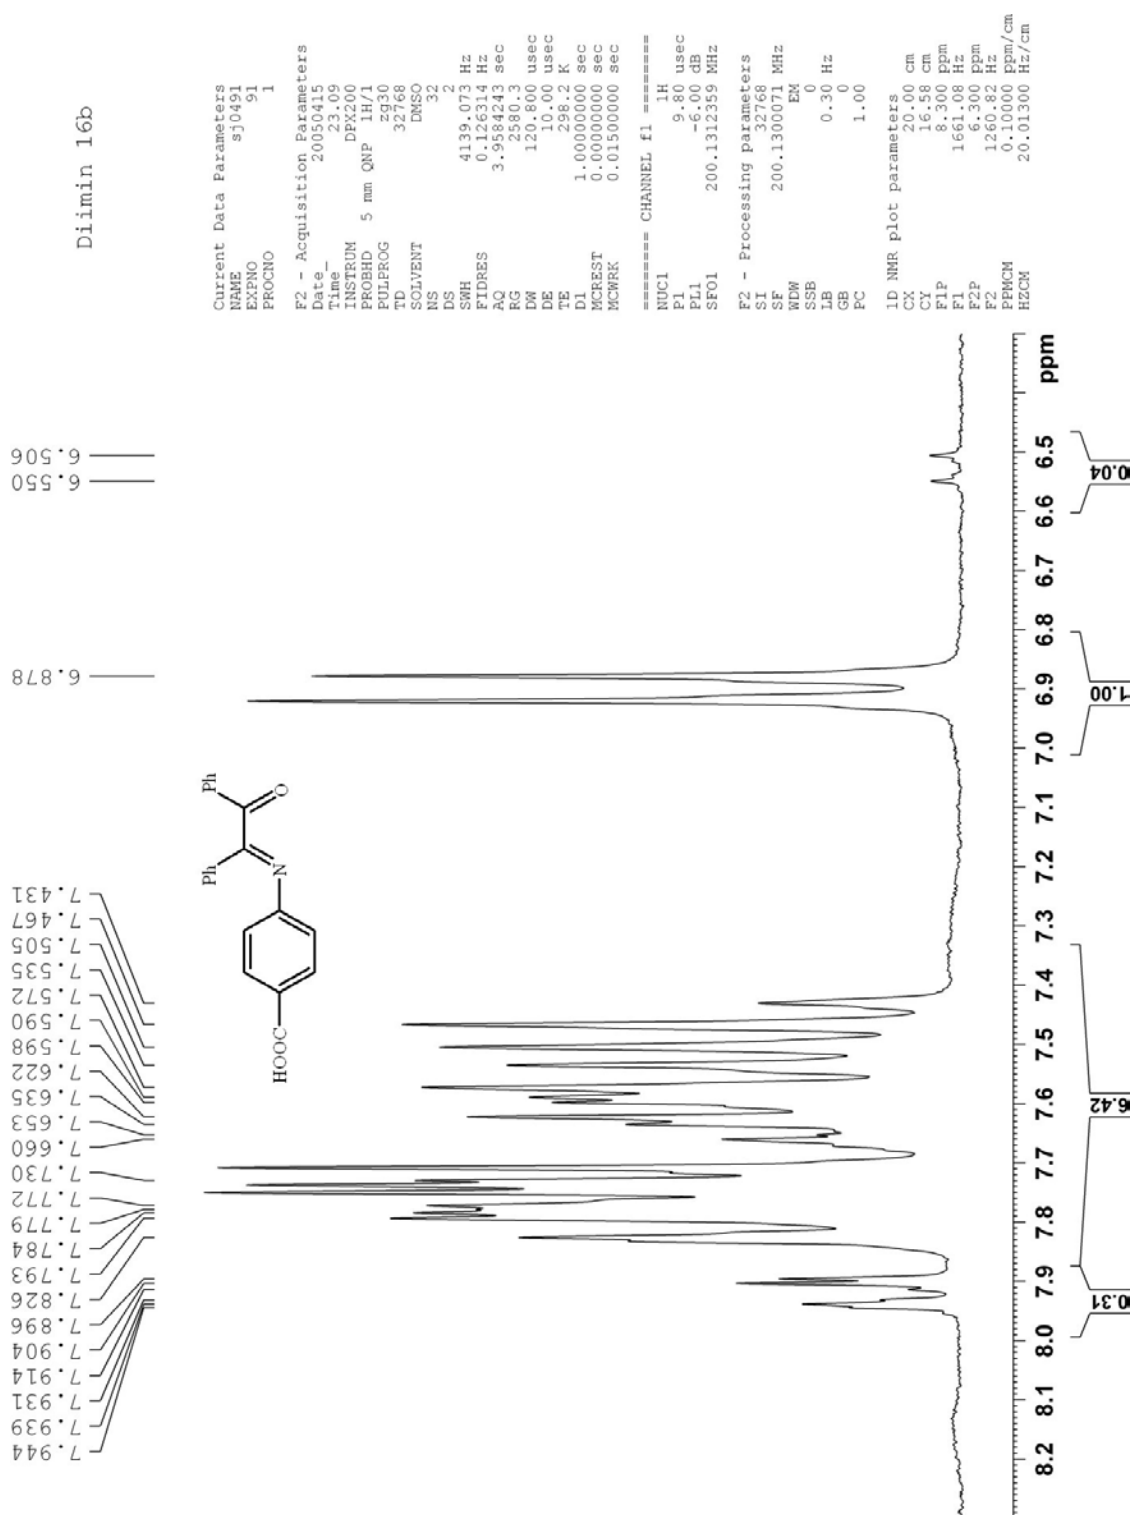 Diimin 16b
Current Data Parameters
NAME sj0491
EXPNO 91
PROCNO 1
F2 - Acquisition Parameters
Date_ 20050415
Time 23.09
INSTRUM DPX200
PROBHD 5 mm QNP 1H/1
PULPROG zg30
TD 32768
SOLVENT DMSO
NS 32
DS 2
SWH 4139.073 Hz
FIDRES 0.126314 Hz
AQ 3.9584243 sec
RG 2580.3
DW 120.800 usec
DE 10.00 usec
TE 298.2 K
D1 1.00000000 sec
MCREST 0.00000000 sec
MCWRK 0.01500000 sec
======== CHANNEL f1 ========
NUC1 1H
P1 9.80 usec
PL1 -6.00 dB
SFO1 200.1312359 MHz
F2 - Processing parameters
SI 32768
SF 200.1300071 MHz
WDW EM
SSB 0
LB 0.30 Hz
GB 0
PC 1.00
1D NMR plot parameters
CX 20.00 cm
CY 16.58 cm
F1P 8.300 ppm
F1 1661.08 Hz
F2P 6.300 ppm
F2 1260.82 Hz
PPMCM 0.10000 ppm/cm
HZCM 20.01300 Hz/cm
7.944
7.939
7.931
7.914
7.904
7.896
7.826
7.793
7.784
7.779
7.772
7.730
7.660
7.653
7.635
7.622
7.598
7.590
7.572
7.535
7.505
7.467
7.431
6.878
6.550
6.506
Ph
Ph
O
N
HOOC
8.2 8.1 8.0 7.9 7.8 7.7 7.6 7.5 7.4 7.3 7.2 7.1 7.0 6.9 6.8 6.7 6.6 6.5 ppm
0.31
6.42
1.00
0.04